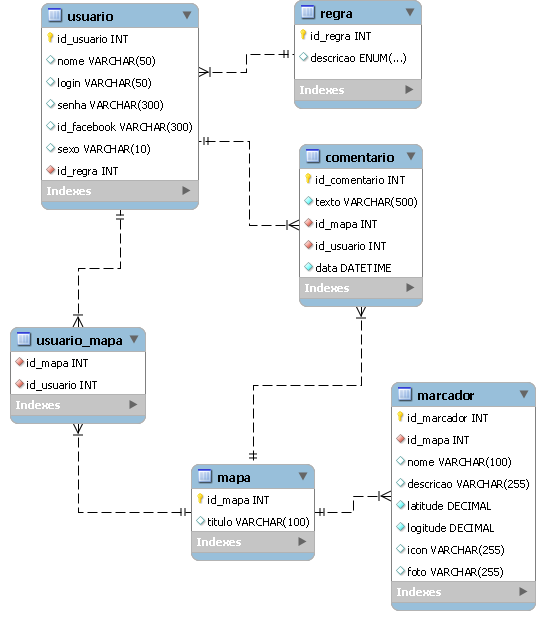 usuario
id_usuario INT
nome VARCHAR(50)
login VARCHAR(50)
senha VARCHAR(300)
id_facebook VARCHAR(300)
sexo VARCHAR(10)
id_regra INT
Indexes
regra
id_regra INT
descricao ENUM(...)
Indexes
comentario
id_comentario INT
texto VARCHAR(500)
id_mapa INT
id_usuario INT
data DATETIME
Indexes
usuario_mapa
id_mapa INT
id_usuario INT
Indexes
mapa
id_mapa INT
titulo VARCHAR(100)
Indexes
marcador
id_marcador INT
id_mapa INT
nome VARCHAR(100)
descricao VARCHAR(255)
latitude DECIMAL
logitude DECIMAL
icon VARCHAR(255)
foto VARCHAR(255)
Indexes